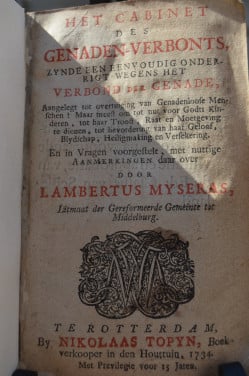 HET CABINET
DES
GENADEN-VERBONTS,
ZYNDE EEN EENVOUDIG ONDER-
RIGT WEGENS HET
VERBOND DER GENADE,
Aangelegt tot overtuiging van Genadenloose Men-
schen: Maar meest om tot nut voor Godts Kin-
deren, tot haer Troost, Raat en Moetgeving
te dienen, tot bevordering van haar Geloof,
Blydschap, Heiligmaking en Versekering.
En in Vragen voorgestelt, met nuttige
AANMERKINGEN daar over
DOOR
LAMBERTUS MYSERAS,
Litmaat der Gereformeerde Gemeinte tot
Middelburg.
TE ROTTERDAM,
By NIKOLAAS TOPYN, Boek-
verkooper in den Houttuin, 1734.
Met Previlegie voor 15 Jaren.